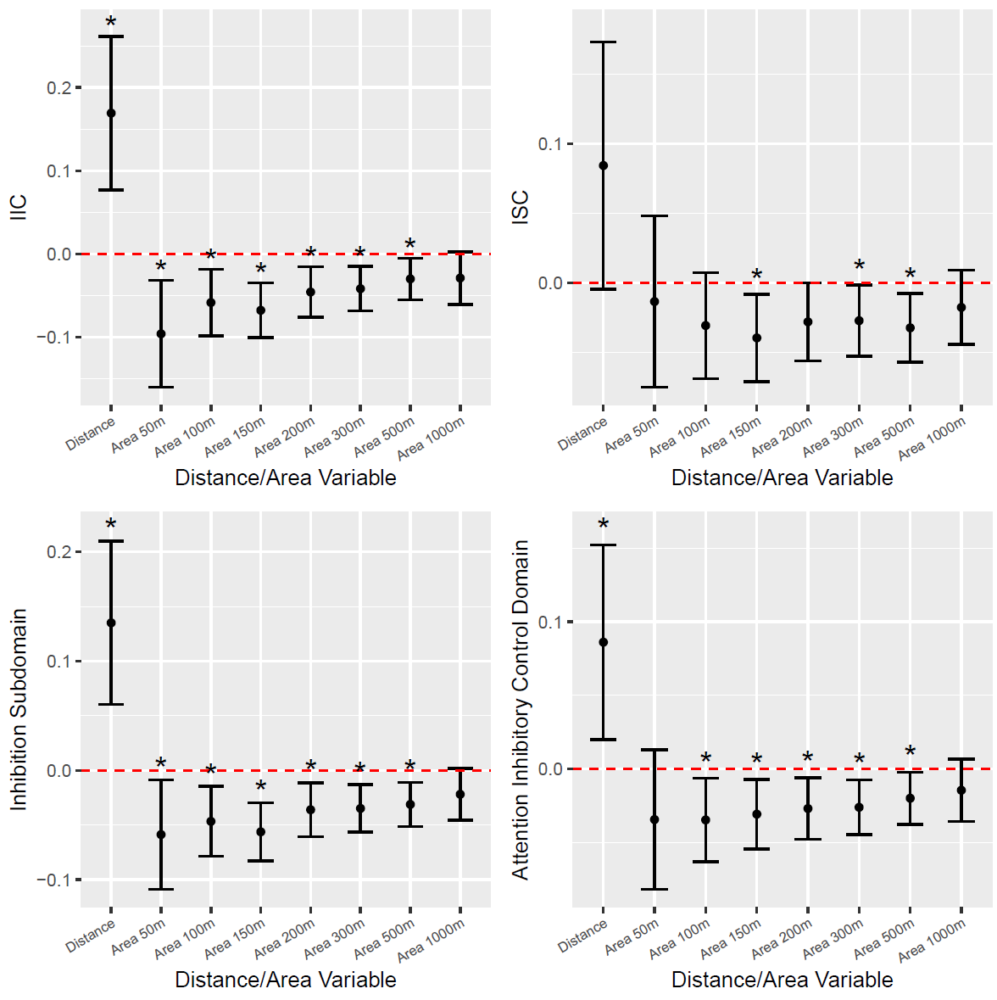 IIC
0.2
0.1
0.0
−0.1
*
*
*
*
*
*
*
Distance
Area 50m
Area 100m
Area 150m
Area 200m
Area 300m
Area 500m
Area 1000m
Distance/Area Variable
ISC
0.1
0.0
*
*
*
Distance
Area 50m
Area 100m
Area 150m
Area 200m
Area 300m
Area 500m
Area 1000m
Distance/Area Variable
Inhibition Subdomain
0.2
0.1
0.0
−0.1
*
*
*
*
*
*
*
Distance
Area 50m
Area 100m
Area 150m
Area 200m
Area 300m
Area 500m
Area 1000m
Distance/Area Variable
Attention Inhibitory Control Domain
0.1
0.0
*
*
*
*
*
*
Distance
Area 50m
Area 100m
Area 150m
Area 200m
Area 300m
Area 500m
Area 1000m
Distance/Area Variable